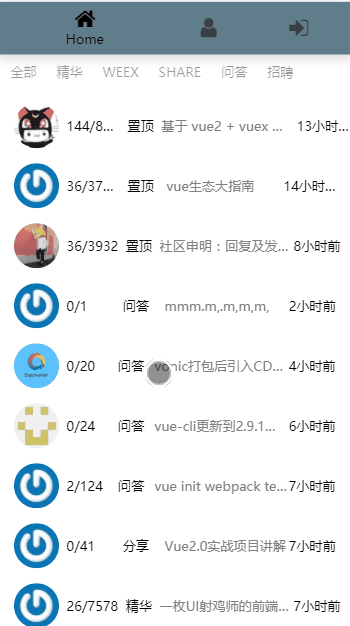 Home
全部 精华 WEEX SHARE 问答 招聘
144/8... 置顶 基于 vue2 + vuex ... 13小时...
36/37... 置顶 vue生态大指南 14小时...
36/3932 置顶 社区申明：回复及发... 8小时前
0/1 问答 mmm.m,.m,m,m, 2小时前
0/20 问答 vonic打包后引入CD... 4小时前
0/24 问答 vue-cli更新到2.9.1... 6小时前
2/124 问答 vue init webpack te... 7小时前
0/41 分享 Vue2.0实战项目讲解 7小时前
26/7578 精华 一枚UI射鸡师的前端... 7小时前